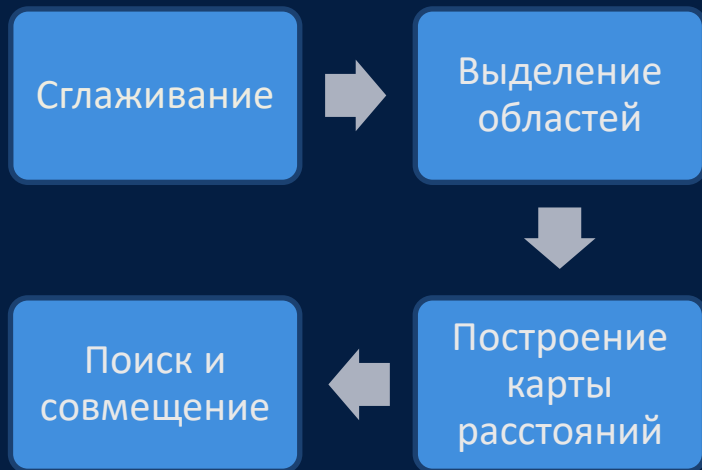 Сглаживание
Выделение
областей
Построение
карты
расстояний
Поиск и
совмещение